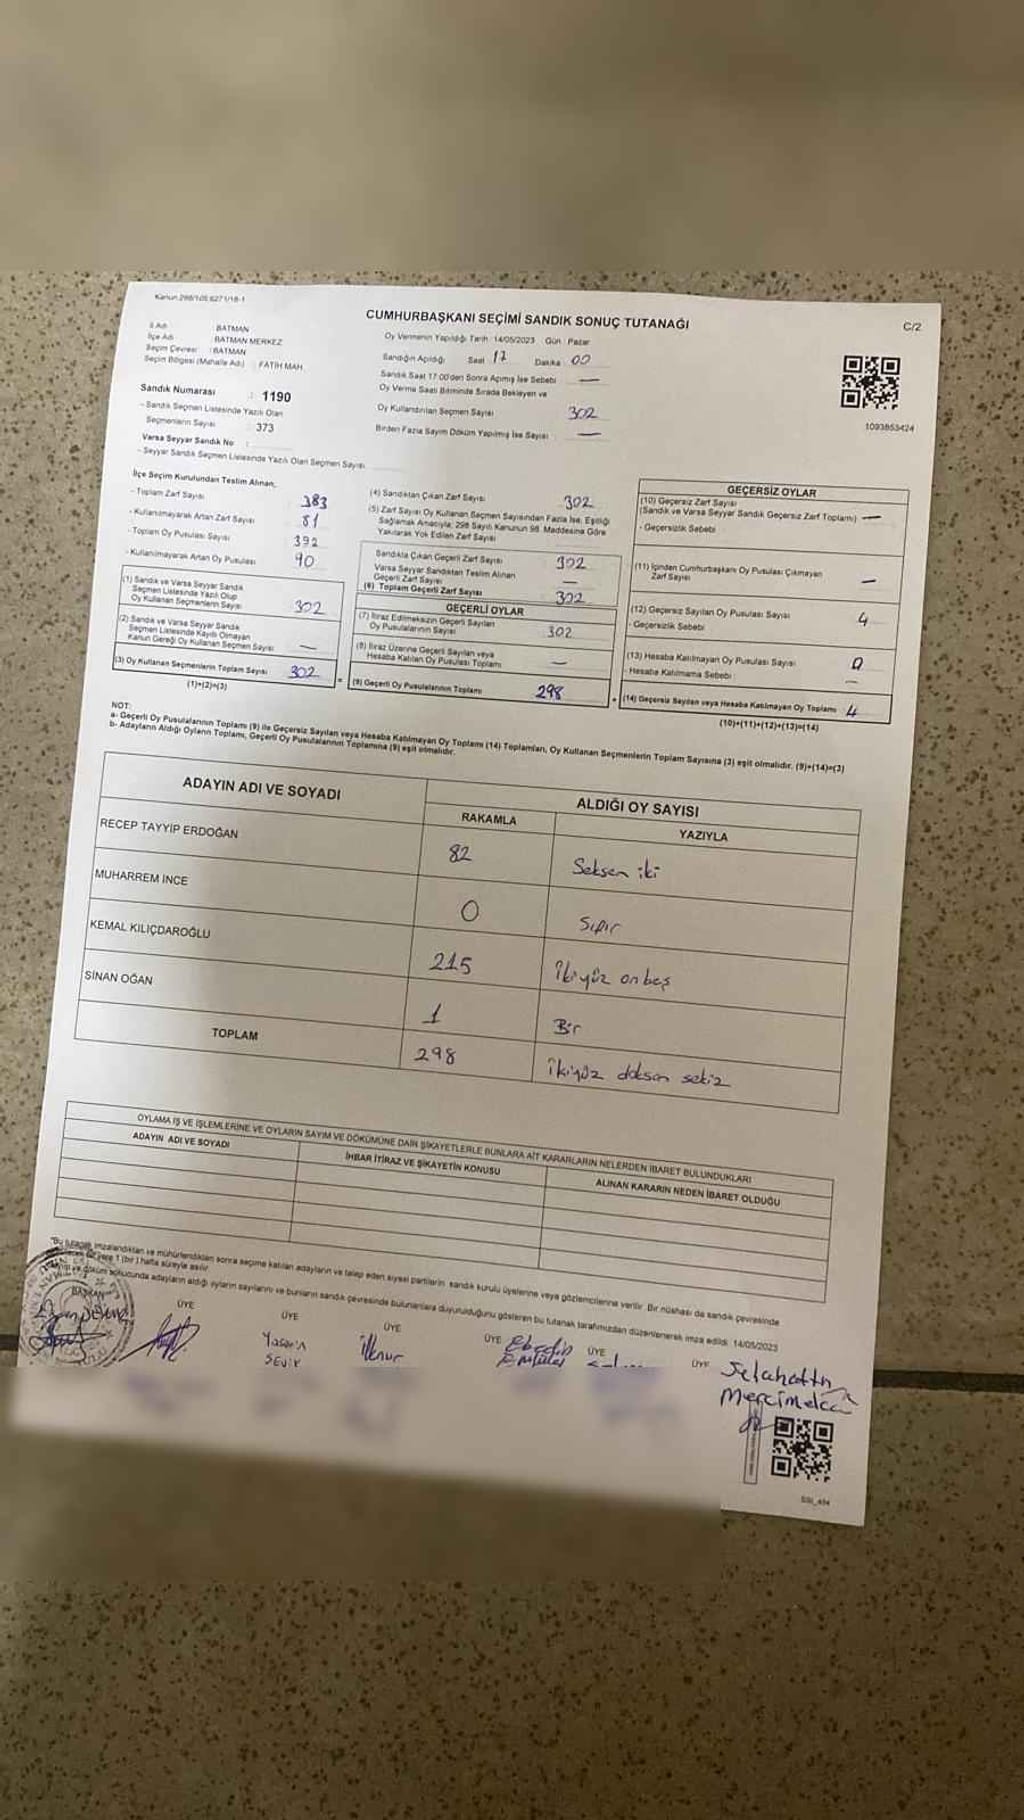 Kanun:298/105 6271/18-1
CUMHURBAŞKANI SEÇİMİ SANDIK SONUÇ TUTANAĞI
C/2
İl Adı : BATMAN
İlçe Adı : BATMAN MERKEZ
Seçim Çevresi : BATMAN
Seçim Bölgesi (Mahalle Adı) : FATİH MAH.
Sandık Numarası : 1190
- Sandık Seçmen Listesinde Yazılı Olan
Seçmenlerin Sayısı : 373
Varsa Seyyar Sandık No :
- Seyyar Sandık Seçmen Listesinde Yazılı Olan Seçmen Sayısı
Oy Vermenin Yapıldığı Tarih : 14/05/2023 Gün : Pazar
Sandığın Açıldığı Saat 17 Dakika 00
Sandık Saat 17:00'den Sonra Açılmış İse Sebebi —
Oy Verme Saati Bitiminde Sırada Bekleyen ve
Oy Kullandırılan Seçmen Sayısı 302
Birden Fazla Sayım Döküm Yapılmış İse Sayısı : —
1093853424
İlçe Seçim Kurulundan Teslim Alınan;
- Toplam Zarf Sayısı 383
- Kullanılmayarak Artan Zarf Sayısı 81
- Toplam Oy Pusulası Sayısı 392
- Kullanılmayarak Artan Oy Pusulası 90
(1) Sandık ve Varsa Seyyar Sandık
Seçmen Listesinde Yazılı Olup
Oy Kullanan Seçmenlerin Sayısı 302
(2) Sandık ve Varsa Seyyar Sandık
Seçmen Listesinde Kayıtlı Olmayan
Kanun Gereği Oy Kullanan Seçmen Sayısı —
(3) Oy Kullanan Seçmenlerin Toplam Sayısı 302
(1)+(2)=(3)
(4) Sandıktan Çıkan Zarf Sayısı 302
(5) Zarf Sayısı Oy Kullanan Seçmen Sayısından Fazla İse, Eşitliği
Sağlamak Amacıyla, 298 Sayılı Kanunun 98. Maddesine Göre
Yakılarak Yok Edilen Zarf Sayısı
Sandıkta Çıkan Geçerli Zarf Sayısı 302
Varsa Seyyar Sandıktan Teslim Alınan
Geçerli Zarf Sayısı —
(6) Toplam Geçerli Zarf Sayısı 302
GEÇERLİ OYLAR
(7) İtiraz Edilmeksizin Geçerli Sayılan
Oy Pusulalarının Sayısı 302
(8) İtiraz Üzerine Geçerli Sayılan veya
Hesaba Katılan Oy Pusulası Toplamı —
(9) Geçerli Oy Pusulalarının Toplamı 298
GEÇERSİZ OYLAR
(10) Geçersiz Zarf Sayısı
(Sandık ve Varsa Seyyar Sandık Geçersiz Zarf Toplamı) —
- Geçersizlik Sebebi
(11) İçinden Cumhurbaşkanı Oy Pusulası Çıkmayan
Zarf Sayısı —
(12) Geçersiz Sayılan Oy Pusulası Sayısı 4
- Geçersizlik Sebebi
(13) Hesaba Katılmayan Oy Pusulası Sayısı 0
- Hesaba Katılmama Sebebi —
(14) Geçersiz Sayılan veya Hesaba Katılmayan Oy Toplamı 4
(10)+(11)+(12)+(13)=(14)
NOT:
a- Geçerli Oy Pusulalarının Toplamı (9) ile Geçersiz Sayılan veya Hesaba Katılmayan Oy Toplamı (14) Toplamları, Oy Kullanan Seçmenlerin Toplam Sayısına (3) eşit olmalıdır. (9)+(14)=(3)
b- Adayların Aldığı Oyların Toplamı, Geçerli Oy Pusulalarının Toplamına (9) eşit olmalıdır.
ADAYIN ADI VE SOYADI ALDIĞI OY SAYISI
RAKAMLA YAZIYLA
RECEP TAYYİP ERDOĞAN 82 Seksen iki
MUHARREM İNCE 0 Sıfır
KEMAL KILIÇDAROĞLU 215 İkiyüz onbeş
SİNAN OĞAN 1 Bir
TOPLAM 298 İkiyüz doksan sekiz
OYLAMA İŞ VE İŞLEMLERİNE VE OYLARIN SAYIM VE DÖKÜMÜNE DAİR ŞİKAYETLERLE BUNLARA AİT KARARLARIN NELERDEN İBARET BULUNDUKLARI
ADAYIN ADI VE SOYADI İHBAR İTİRAZ VE ŞİKAYETİN KONUSU ALINAN KARARIN NEDEN İBARET OLDUĞU
"Bu tutanak imzalandıktan ve mühürlendikten sonra seçime katılan adayların ve talep eden siyasi partilerin sandık kurulu üyelerine veya gözlemcilerine verilir. Bir nüshası da sandık çevresinde
1 (bir) hafta süreyle asılır.
ve döküm sonucunda adayların aldığı oyların sayılarını ve bunların sandık çevresinde bulunanlara duyurulduğunu gösteren bu tutanak tarafımızdan düzenlenerek imza edildi. 14/05/2023
BAŞKAN ÜYE ÜYE ÜYE ÜYE ÜYE ÜYE
Yasemin
SEVİK
İlknur
Selahattin
Mercimekci